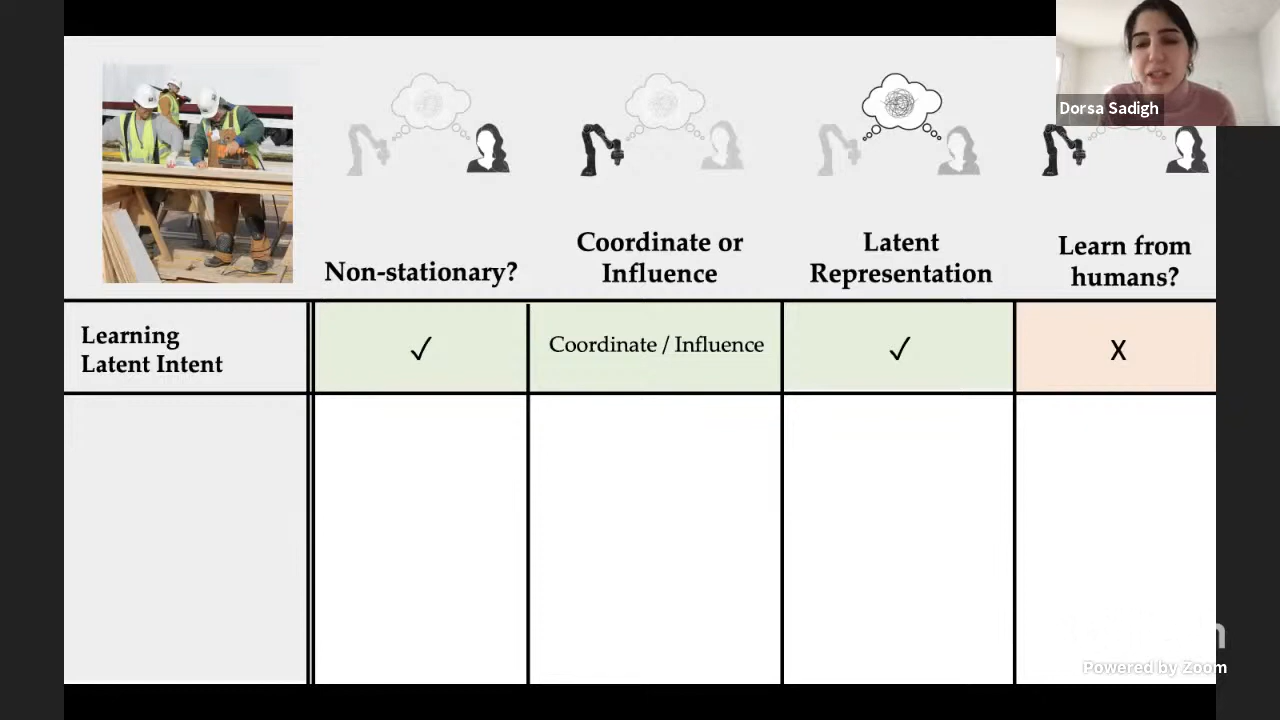 Dorsa Sadigh
Non-stationary?
Coordinate or
Influence
Latent
Representation
Learn from
humans?
Learning
Latent Intent
✓
Coordinate / Influence
✓
X
Powered by Zoom